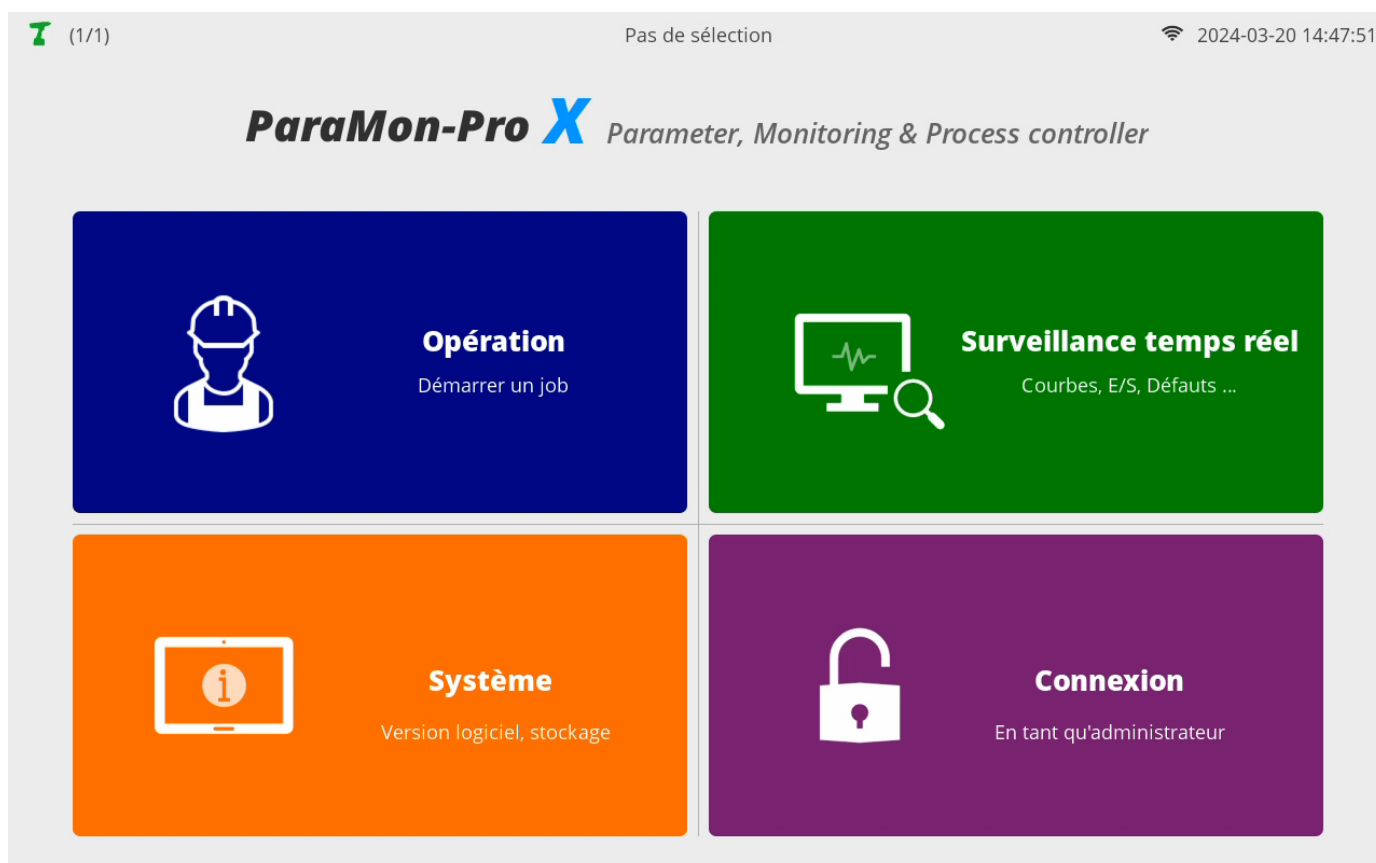 (1/1) Pas de sélection 2024-03-20 14:47:51
ParaMon-Pro X Parameter, Monitoring & Process controller
Opération
Démarrer un job
Surveillance temps réel
Courbes, E/S, Défauts ...
Système
Version logiciel, stockage
Connexion
En tant qu'administrateur